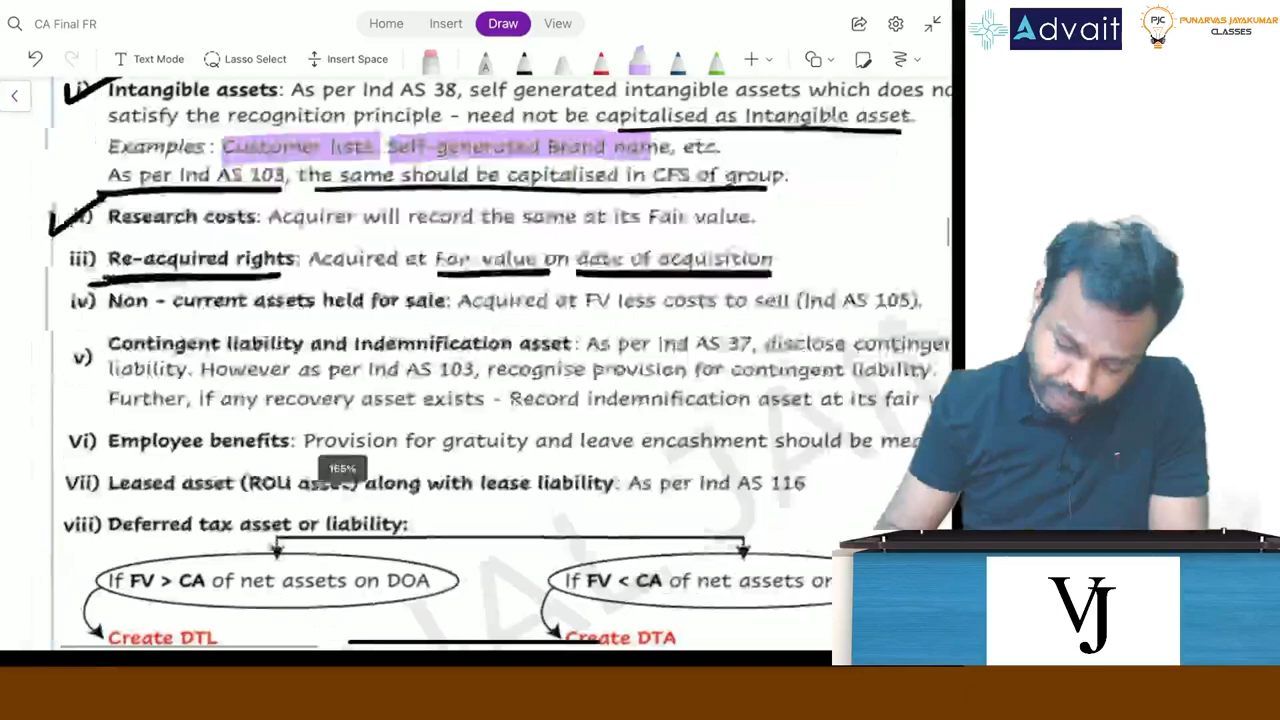 CA Final FR
Home Insert Draw View
Text Mode Lasso Select Insert Space
Advait
PJC
PUNARVAS JAYAKUMAR
CLASSES
Intangible assets: As per Ind AS 38, self generated intangible assets which does no
satisfy the recognition principle - need not be capitalised as Intangible asset.
Examples: Customer lists, Self-generated Brand name, etc.
As per Ind AS 103, the same should be capitalised in CFS of group.
Research costs: Acquirer will record the same at its Fair value.
iii) Re-acquired rights: Acquired at Fair value on date of acquisition
iv) Non - current assets held for sale: Acquired at FV less costs to sell (Ind AS 105).
v) Contingent liability and Indemnification asset: As per Ind AS 37, disclose continger
liability. However as per Ind AS 103, recognise provision for contingent liability.
Further, if any recovery asset exists - Record indemnification asset at its fair
Vi) Employee benefits: Provision for gratuity and leave encashment should be mea
165%
Vii) Leased asset (ROU asset) along with lease liability: As per Ind AS 116
viii) Deferred tax asset or liability:
If FV > CA of net assets on DOA
If FV < CA of net assets on
Create DTL
Create DTA
VJ